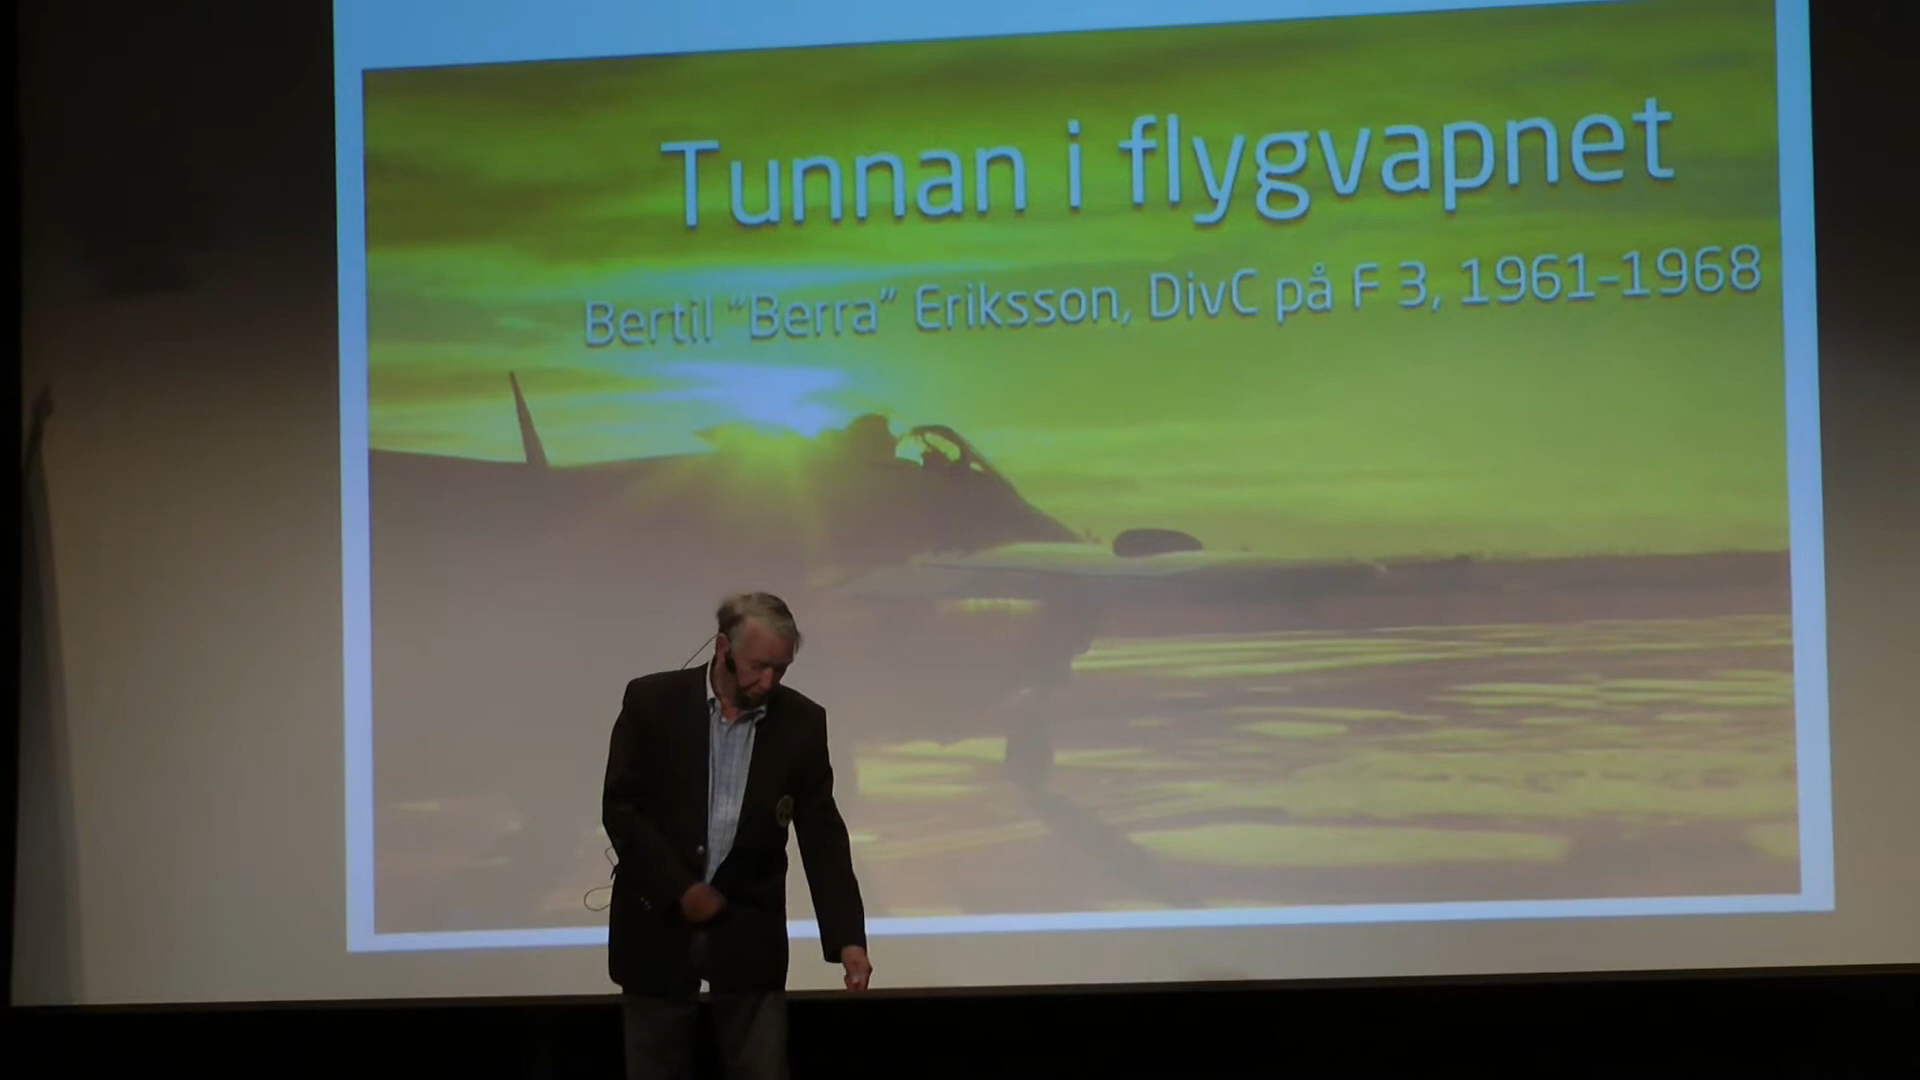 Tunnan i flygvapnet
Bertil "Berra" Eriksson, DivC på F 3, 1961-1968